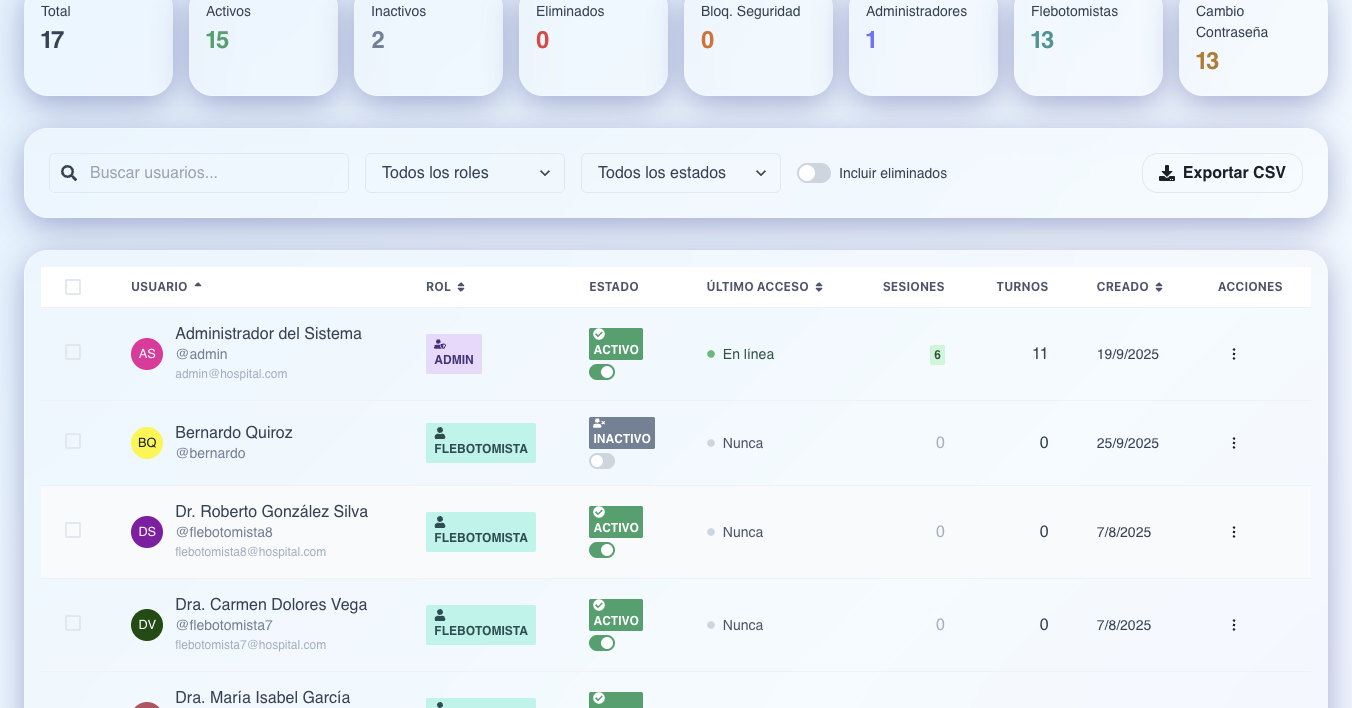 Total
17
Activos
15
Inactivos
2
Eliminados
0
Bloq. Seguridad
0
Administradores
1
Flebotomistas
13
Cambio
Contraseña
13
Buscar usuarios...
Todos los roles
Todos los estados
Incluir eliminados
Exportar CSV
USUARIO ROL ESTADO ÚLTIMO ACCESO SESIONES TURNOS CREADO ACCIONES
AS
Administrador del Sistema
@admin
admin@hospital.com
ADMIN
ACTIVO
En línea
6
11
19/9/2025
BQ
Bernardo Quiroz
@bernardo
FLEBOTOMISTA
INACTIVO
Nunca
0
0
25/9/2025
DS
Dr. Roberto González Silva
@flebotomista8
flebotomista8@hospital.com
FLEBOTOMISTA
ACTIVO
Nunca
0
0
7/8/2025
DV
Dra. Carmen Dolores Vega
@flebotomista7
flebotomista7@hospital.com
FLEBOTOMISTA
ACTIVO
Nunca
0
0
7/8/2025
Dra. María Isabel García